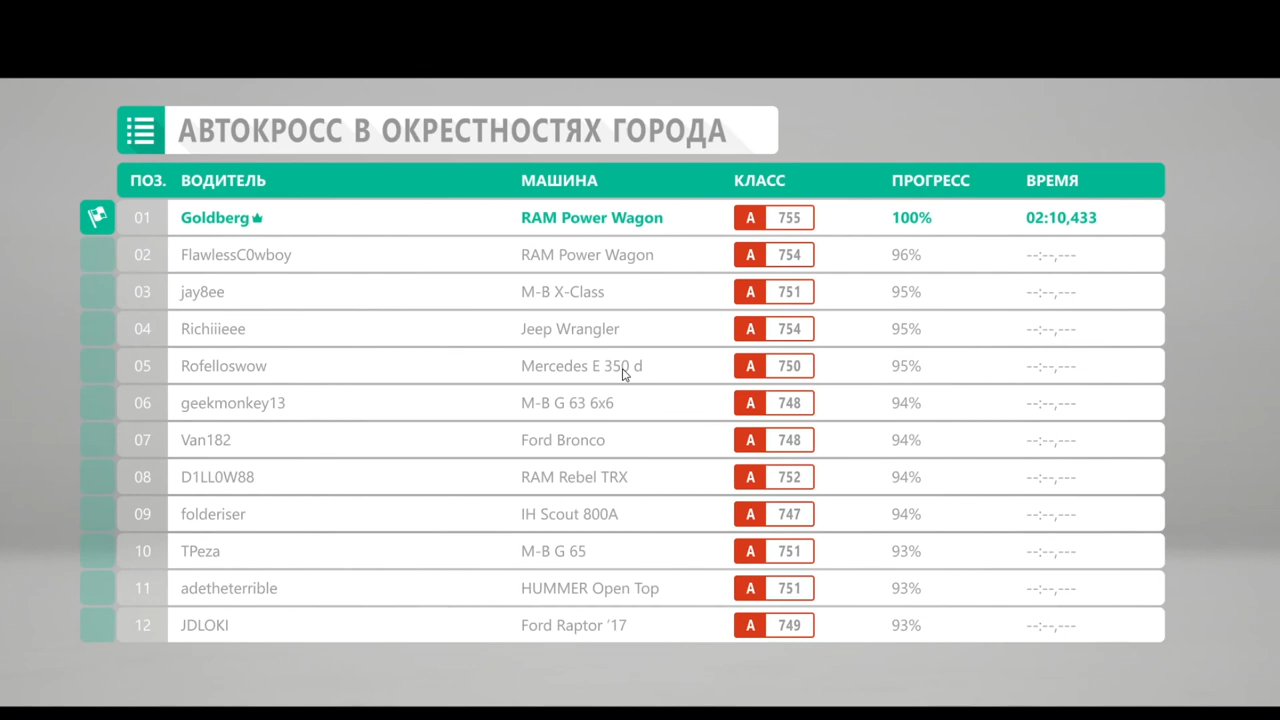 АВТОКРОСС В ОКРЕСТНОСТЯХ ГОРОДА
ПОЗ. ВОДИТЕЛЬ МАШИНА КЛАСС ПРОГРЕСС ВРЕМЯ
01 Goldberg RAM Power Wagon A 755 100% 02:10,433
02 FlawlessC0wboy RAM Power Wagon A 754 96% --:--,---
03 jay8ee M-B X-Class A 751 95% --:--,---
04 Richiiieee Jeep Wrangler A 754 95% --:--,---
05 Rofelloswow Mercedes E 350 d A 750 95% --:--,---
06 geekmonkey13 M-B G 63 6x6 A 748 94% --:--,---
07 Van182 Ford Bronco A 748 94% --:--,---
08 D1LL0W88 RAM Rebel TRX A 752 94% --:--,---
09 folderiser IH Scout 800A A 747 94% --:--,---
10 TPeza M-B G 65 A 751 93% --:--,---
11 adetheterrible HUMMER Open Top A 751 93% --:--,---
12 JDLOKI Ford Raptor ’17 A 749 93% --:--,---